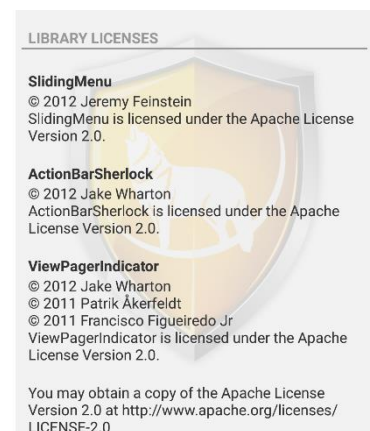 LIBRARY LICENSES
SlidingMenu
© 2012 Jeremy Feinstein
SlidingMenu is licensed under the Apache License
Version 2.0.
ActionBarSherlock
© 2012 Jake Wharton
ActionBarSherlock is licensed under the Apache
License Version 2.0.
ViewPagerIndicator
© 2012 Jake Wharton
© 2011 Patrik Åkerfeldt
© 2011 Francisco Figueiredo Jr
ViewPagerIndicator is licensed under the Apache
License Version 2.0.
You may obtain a copy of the Apache License
Version 2.0 at http://www.apache.org/licenses/
LICENSE-2.0